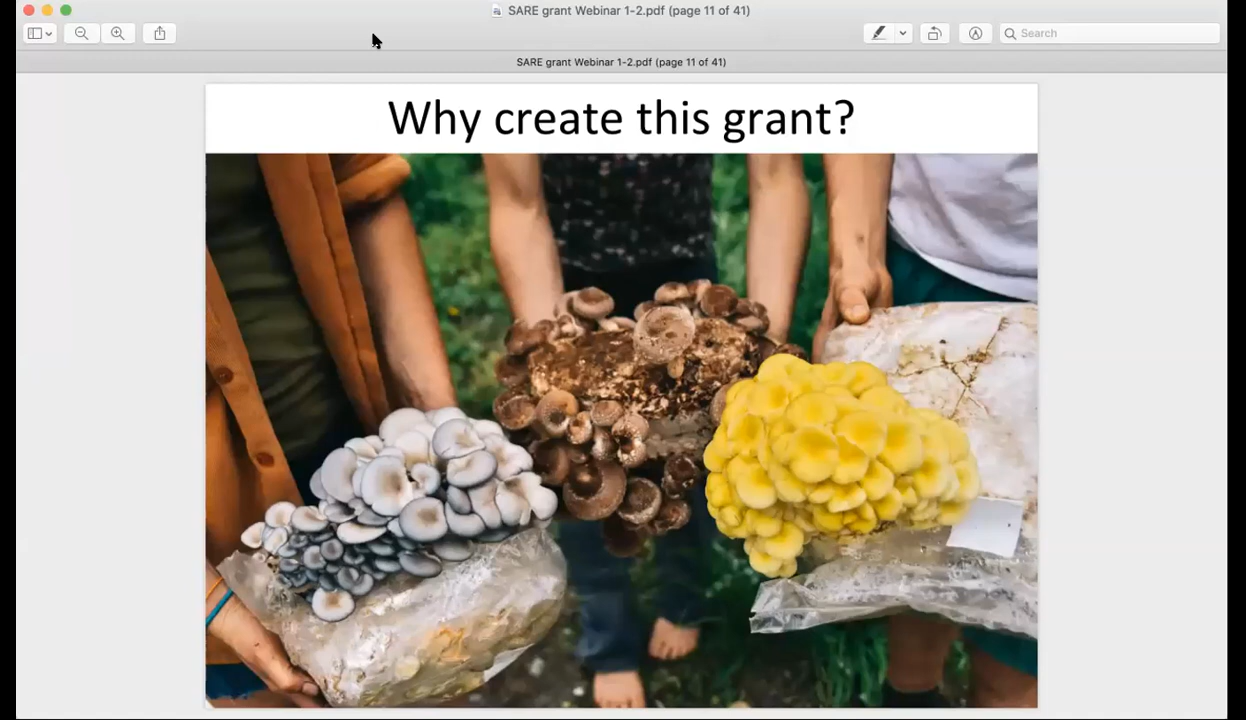 SARE grant Webinar 1-2.pdf (page 11 of 41)
Search
SARE grant Webinar 1-2.pdf (page 11 of 41)
Why create this grant?